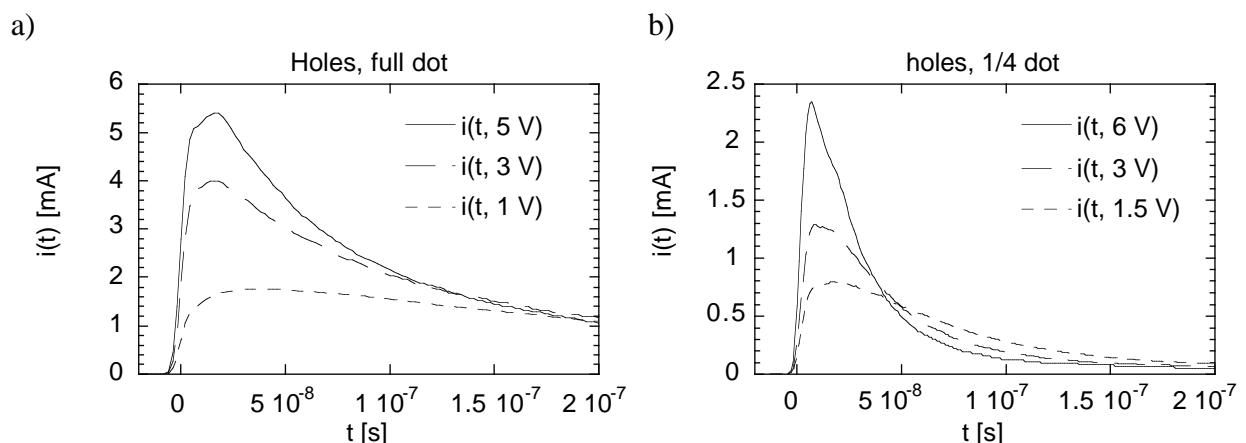 a)
Holes, full dot
i(t) [mA]
6
5
4
3
2
1
0
i(t, 5 V)
i(t, 3 V)
i(t, 1 V)
0
5 10-8
1 10-7
1.5 10-7
2 10-7
t [s]
b)
holes, 1/4 dot
i(t) [mA]
2.5
2
1.5
1
0.5
0
i(t, 6 V)
i(t, 3 V)
i(t, 1.5 V)
0
5 10-8
1 10-7
1.5 10-7
2 10-7
t [s]